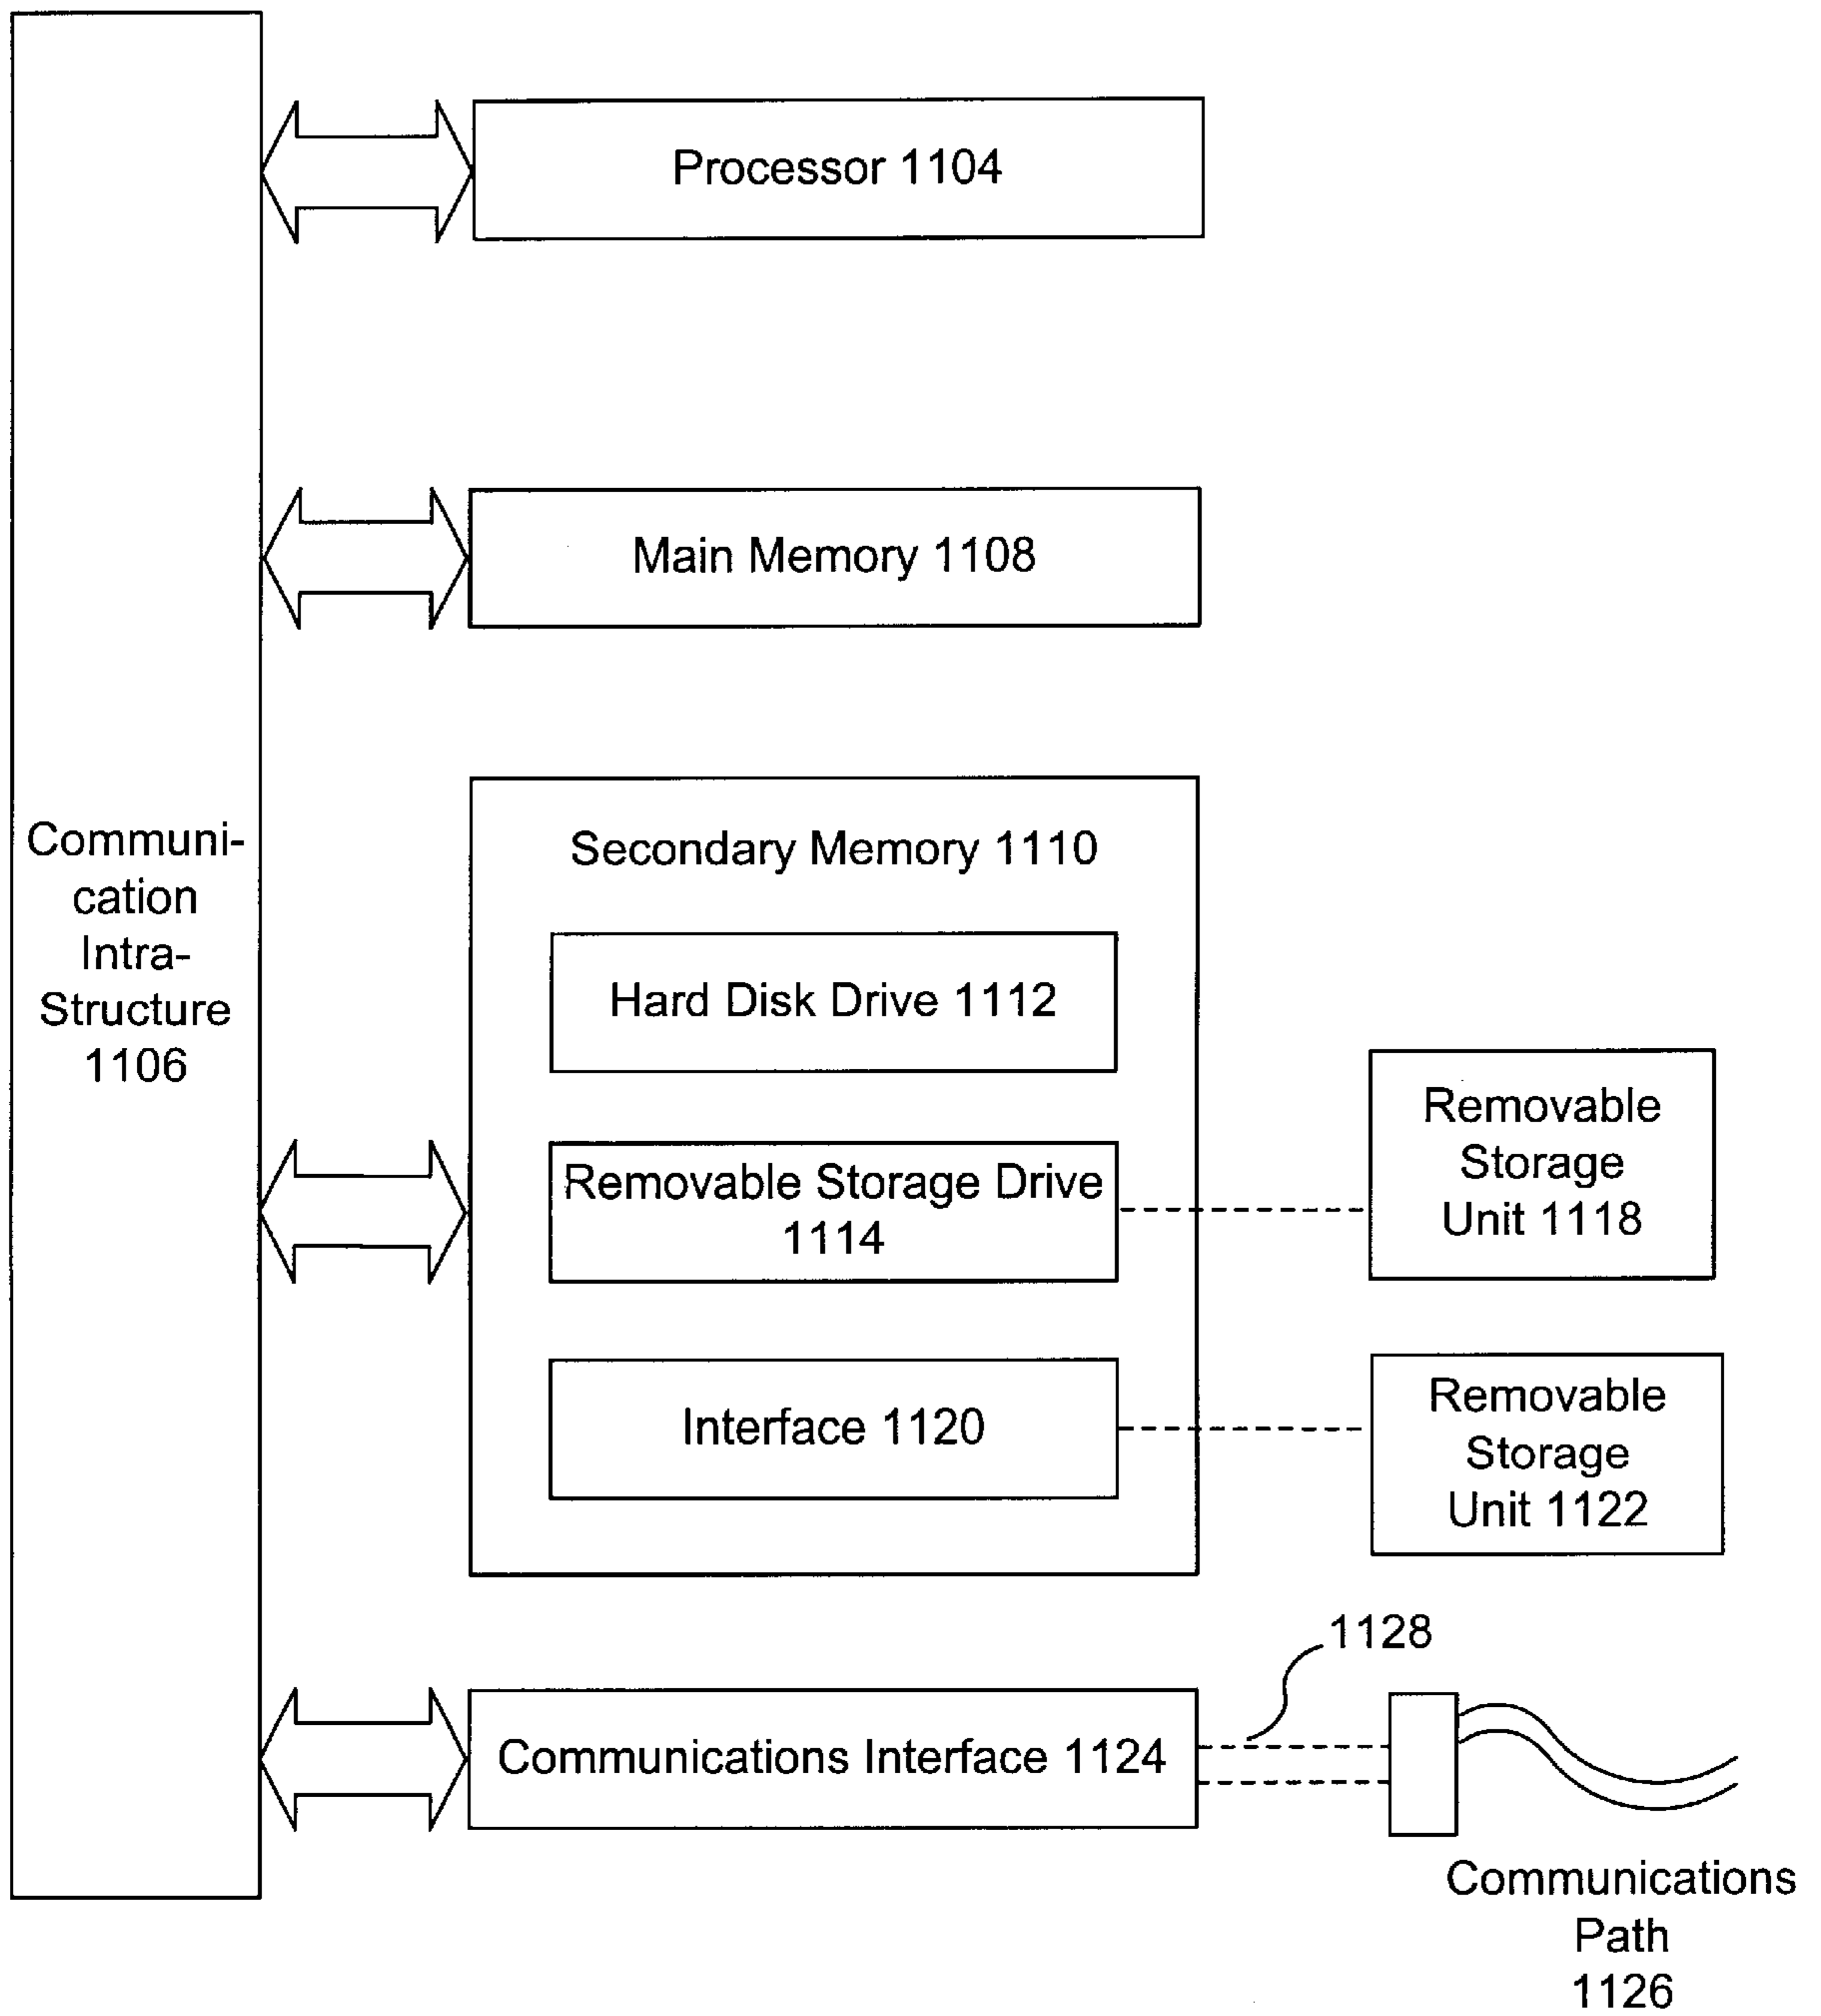 Processor 1104
Main Memory 1108
Communi-
cation
Intra-
Structure
1106
Secondary Memory 1110
Hard Disk Drive 1112
Removable Storage Drive
1114
Interface 1120
Removable
Storage
Unit 1118
Removable
Storage
Unit 1122
1128
Communications Interface 1124
Communications
Path
1126